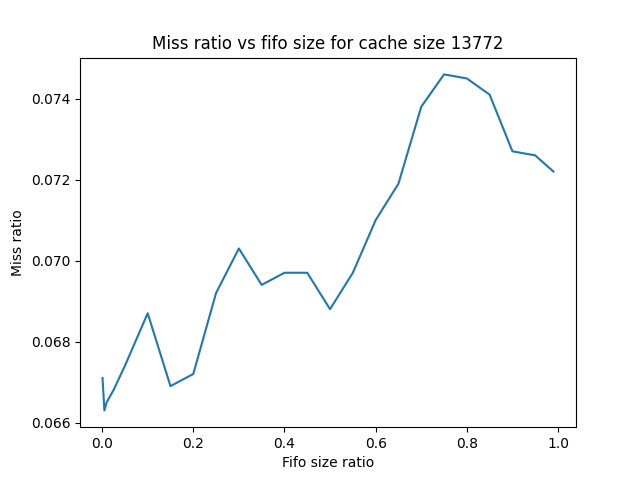 Miss ratio vs fifo size for cache size 13772
Miss ratio
0.074
0.072
0.070
0.068
0.066
0.0 0.2 0.4 0.6 0.8 1.0
Fifo size ratio